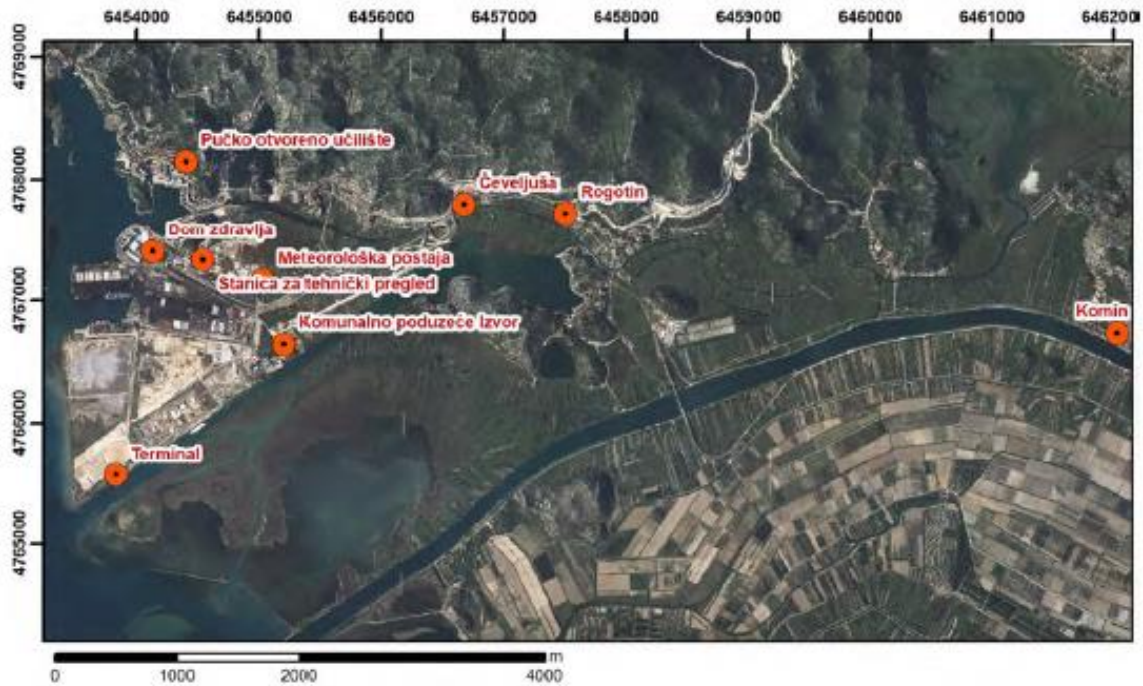 6454000 6455000 6456000 6457000 6458000 6459000 6460000 6461000 646200
4769000
4768000
4767000
4766000
4765000
Pučko otvoreno učilište
Čeveljuša
Rogotin
Dom zdravlja
Meteorološka postaja
Stanica za tehnički pregled
Komunalno poduzeće Izvor
Komin
Terminal
0 1000 2000 4000 m